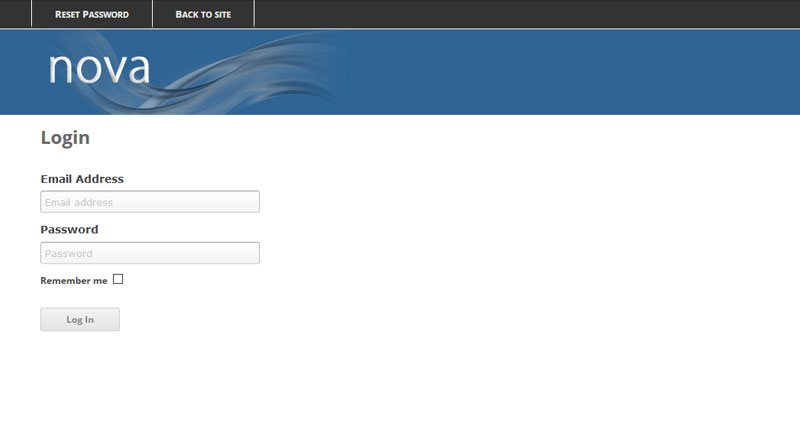 Reset Password
Back to site
nova
Login
Email Address
Email address
Password
Password
Remember me
Log In